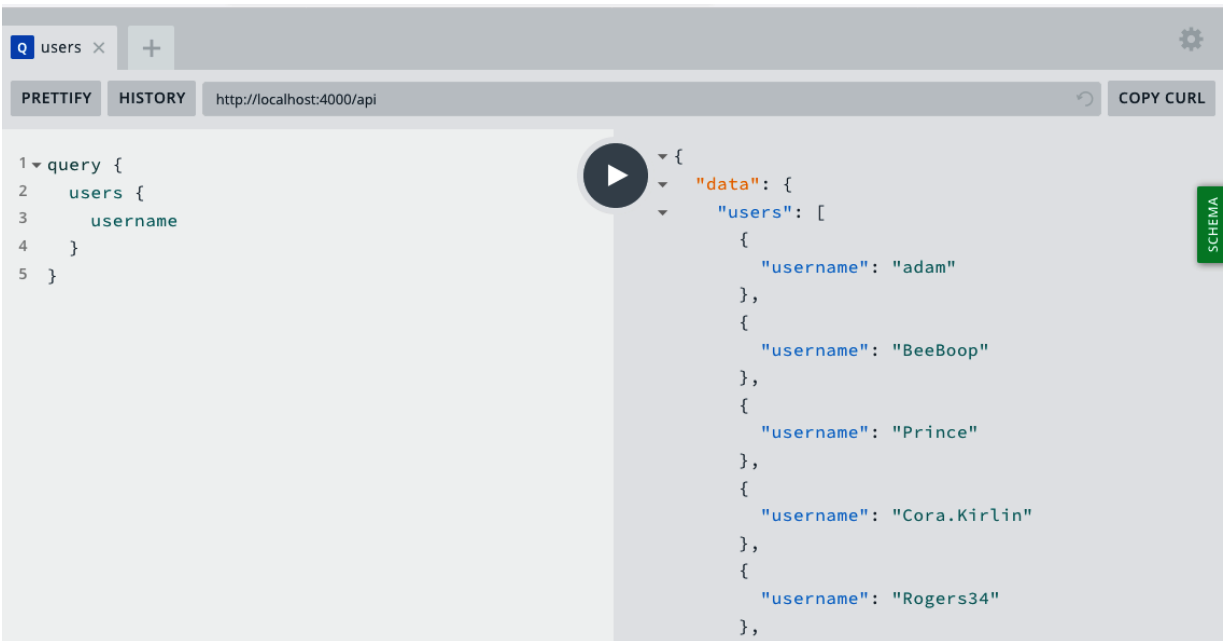 Q users ×
PRETTIFY HISTORY http://localhost:4000/api COPY CURL
1 query {
2 users {
3 username
4 }
5 }
{
"data": {
"users": [
{
"username": "adam"
},
{
"username": "BeeBoop"
},
{
"username": "Prince"
},
{
"username": "Cora.Kirlin"
},
{
"username": "Rogers34"
},
SCHEMA